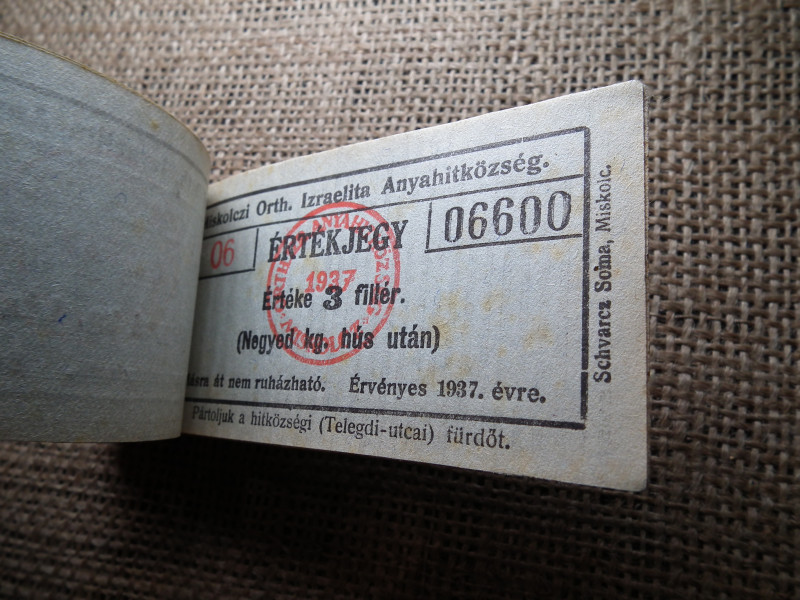 Miskolczi Orth. Izraelita Anyahitközség.
06 ÉRTÉKJEGY 06600
1937
Értéke 3 fillér.
(Negyed kg. hús után)
át nem ruházható. Érvényes 1937. évre.
Pártoljuk a hitközségi (Telegdi-utcai) fürdőt.
Schvarcz Soma, Miskolc.